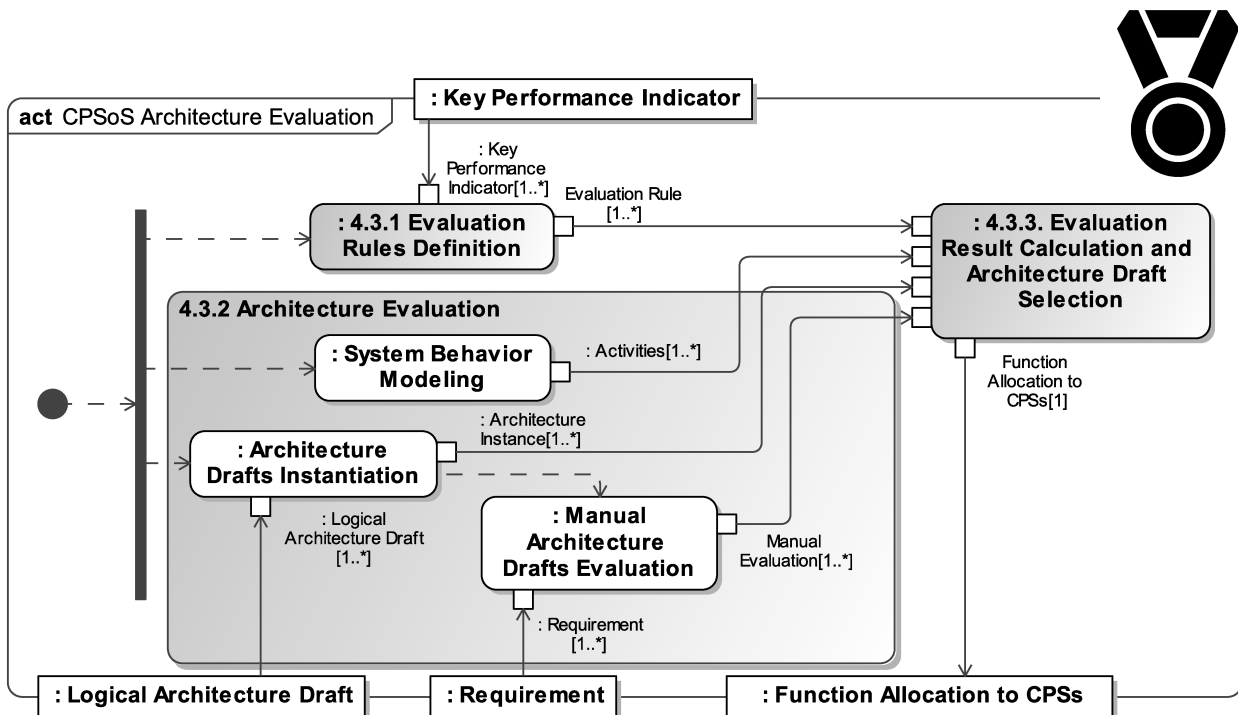 : Key Performance Indicator
act CPSoS Architecture Evaluation
: Key
Performance
Indicator[1..*]
Evaluation Rule
[1..*]
: 4.3.1 Evaluation
Rules Definition
: 4.3.3. Evaluation
Result Calculation and
Architecture Draft
Selection
4.3.2 Architecture Evaluation
: System Behavior
Modeling
: Activities[1..*]
Function
Allocation to
CPSs[1]
: Architecture
Drafts Instantiation
: Architecture
Instance[1..*]
: Logical
Architecture Draft
[1..*]
: Manual
Architecture
Drafts Evaluation
Manual
Evaluation[1..*]
: Requirement
[1..*]
: Logical Architecture Draft
: Requirement
: Function Allocation to CPSs